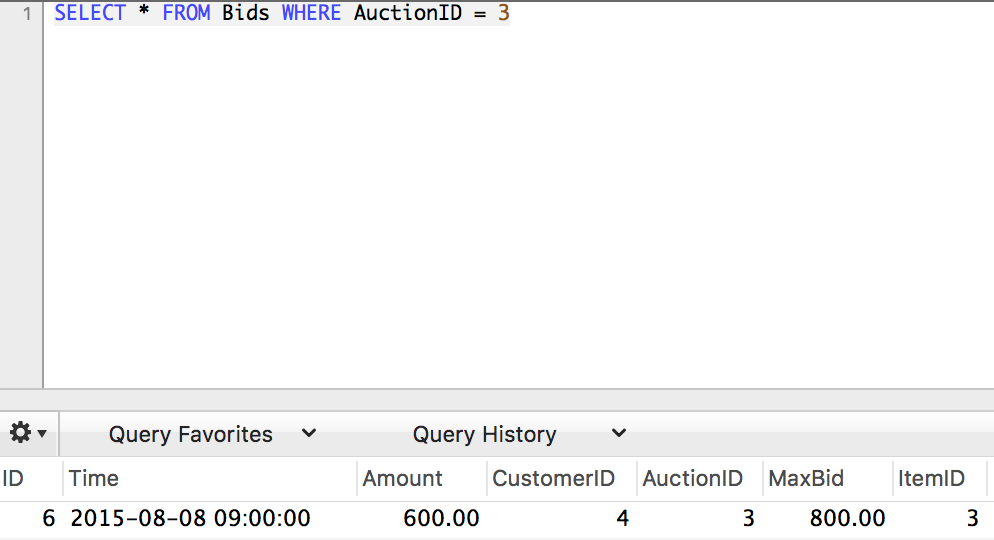 1 SELECT * FROM Bids WHERE AuctionID = 3
Query Favorites Query History
ID Time Amount CustomerID AuctionID MaxBid ItemID
6 2015-08-08 09:00:00 600.00 4 3 800.00 3